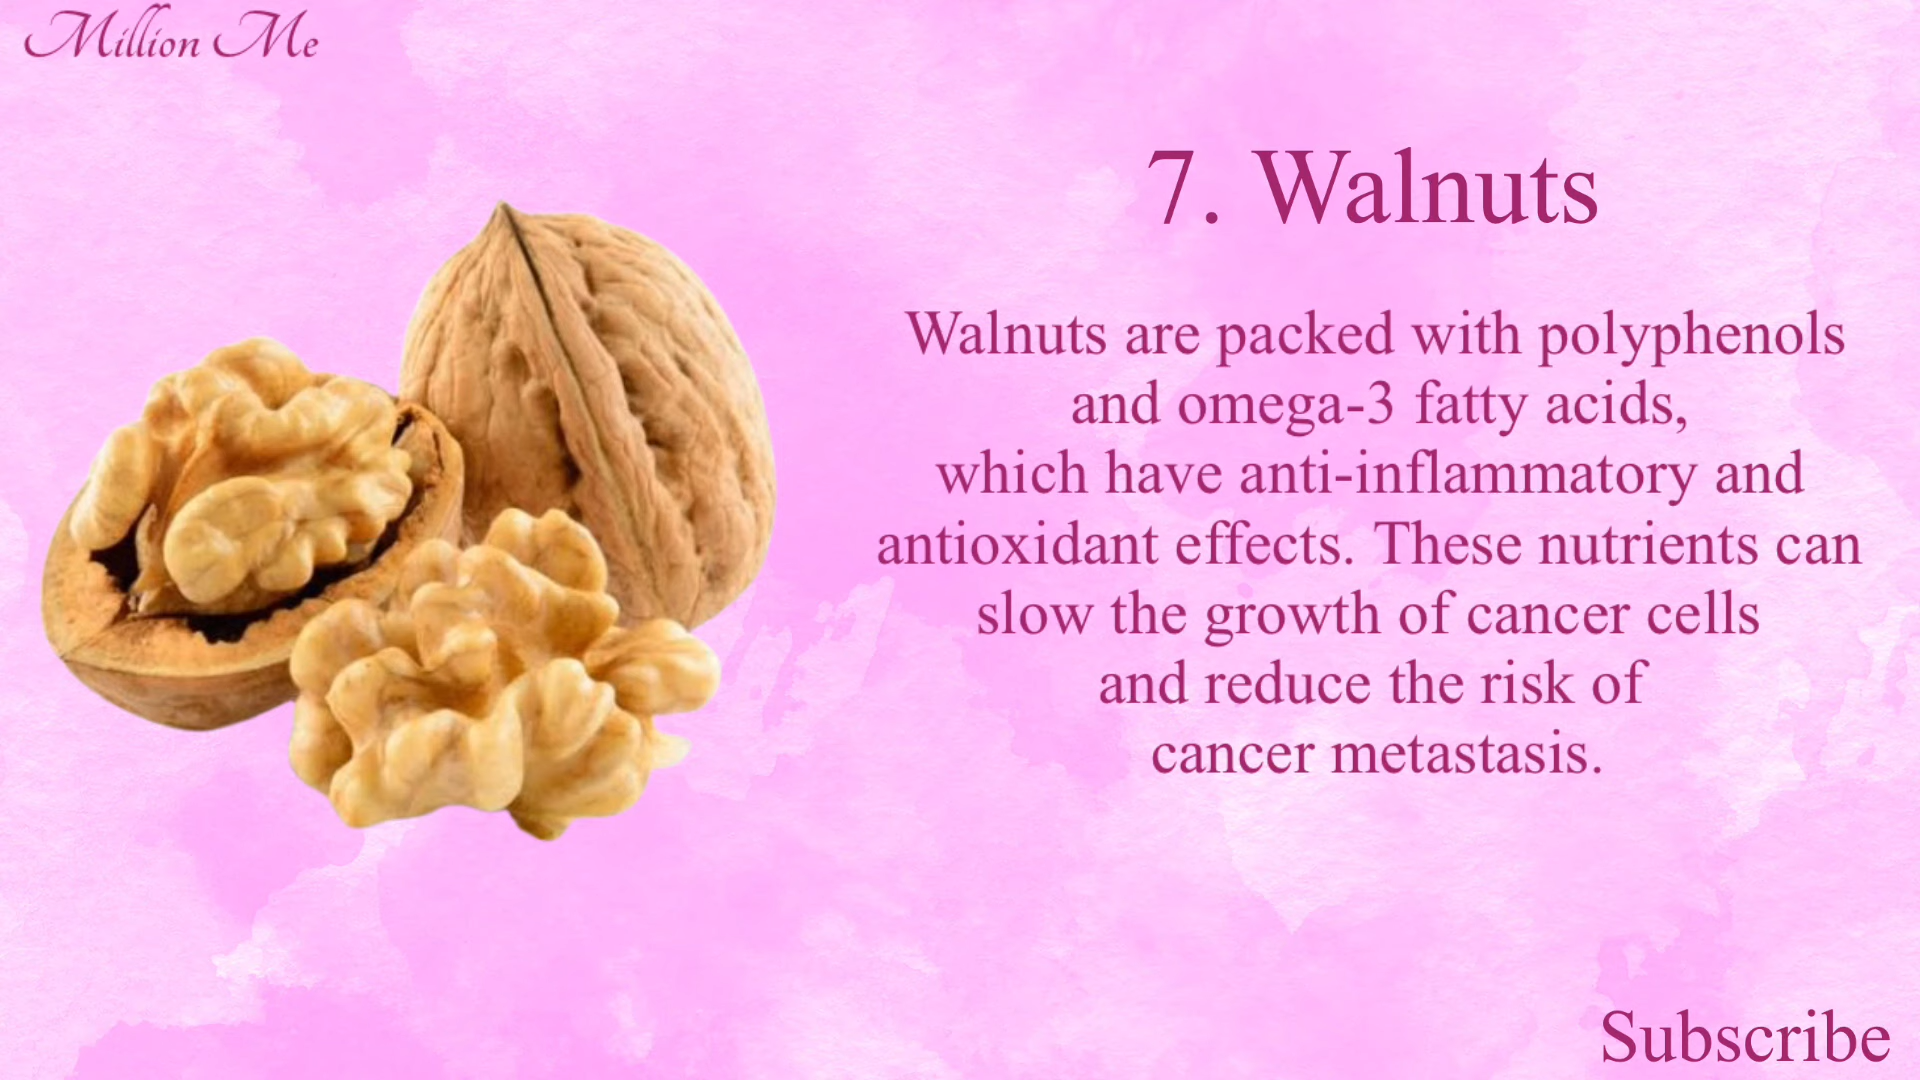 Million Me
7. Walnuts
Walnuts are packed with polyphenols
and omega-3 fatty acids,
which have anti-inflammatory and
antioxidant effects. These nutrients can
slow the growth of cancer cells
and reduce the risk of
cancer metastasis.
Subscribe